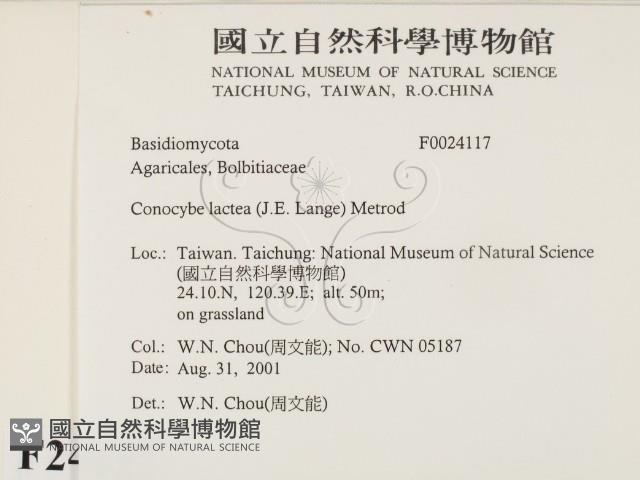 國立自然科學博物館
NATIONAL MUSEUM OF NATURAL SCIENCE
TAICHUNG, TAIWAN, R.O.CHINA
Basidiomycota F0024117
Agaricales, Bolbitiaceae
Conocybe lactea (J.E. Lange) Metrod
Loc.: Taiwan. Taichung: National Museum of Natural Science
(國立自然科學博物館)
24.10.N, 120.39.E; alt. 50m;
on grassland
Col.: W.N. Chou(周文能); No. CWN 05187
Date: Aug. 31, 2001
Det.: W.N. Chou(周文能)
國立自然科學博物館
NATIONAL MUSEUM OF NATURAL SCIENCE